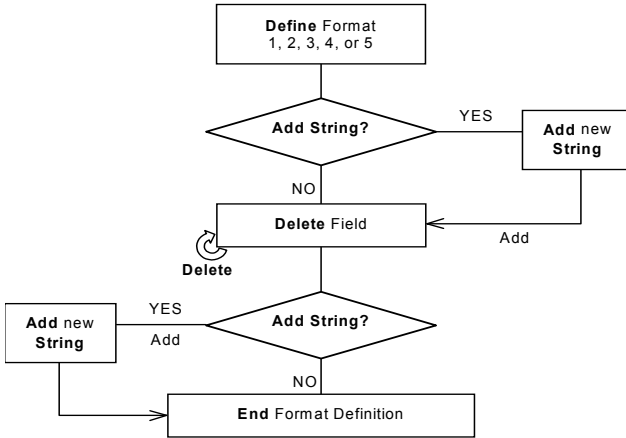 Define Format
1, 2, 3, 4, or 5
Add String?
YES
Add new
String
NO
Delete Field
Add
Delete
Add String?
YES
Add
Add new
String
NO
End Format Definition